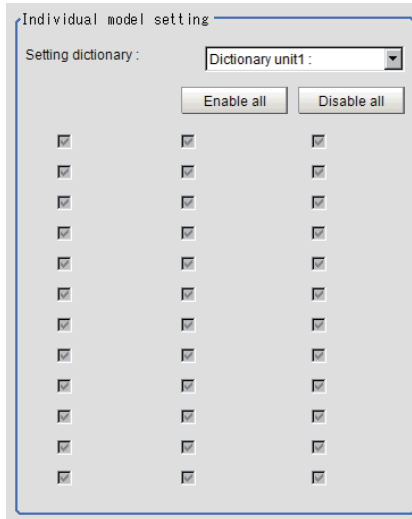 Individual model setting
Setting dictionary :
Dictionary unit1 :
Enable all
Disable all